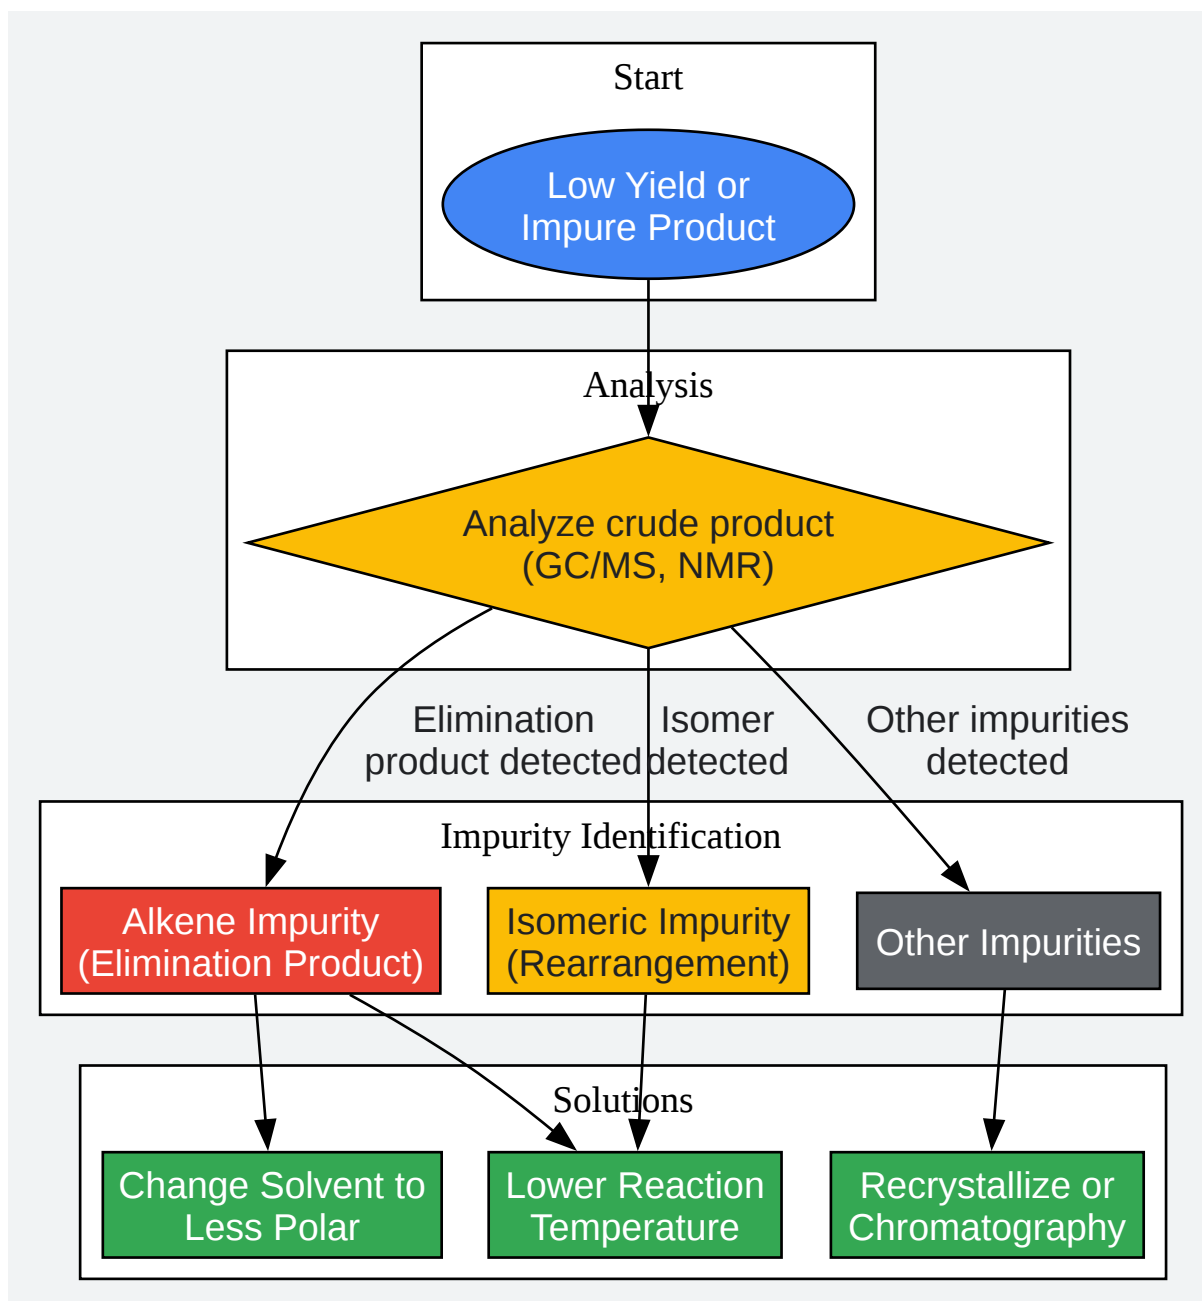 Start
Low Yield or
Impure Product
Analysis
Analyze crude product
(GC/MS, NMR)
Elimination
product detected
Isomer
detected
Other impurities
detected
Impurity Identification
Alkene Impurity
(Elimination Product)
Isomeric Impurity
(Rearrangement)
Other Impurities
Solutions
Change Solvent to
Less Polar
Lower Reaction
Temperature
Recrystallize or
Chromatography